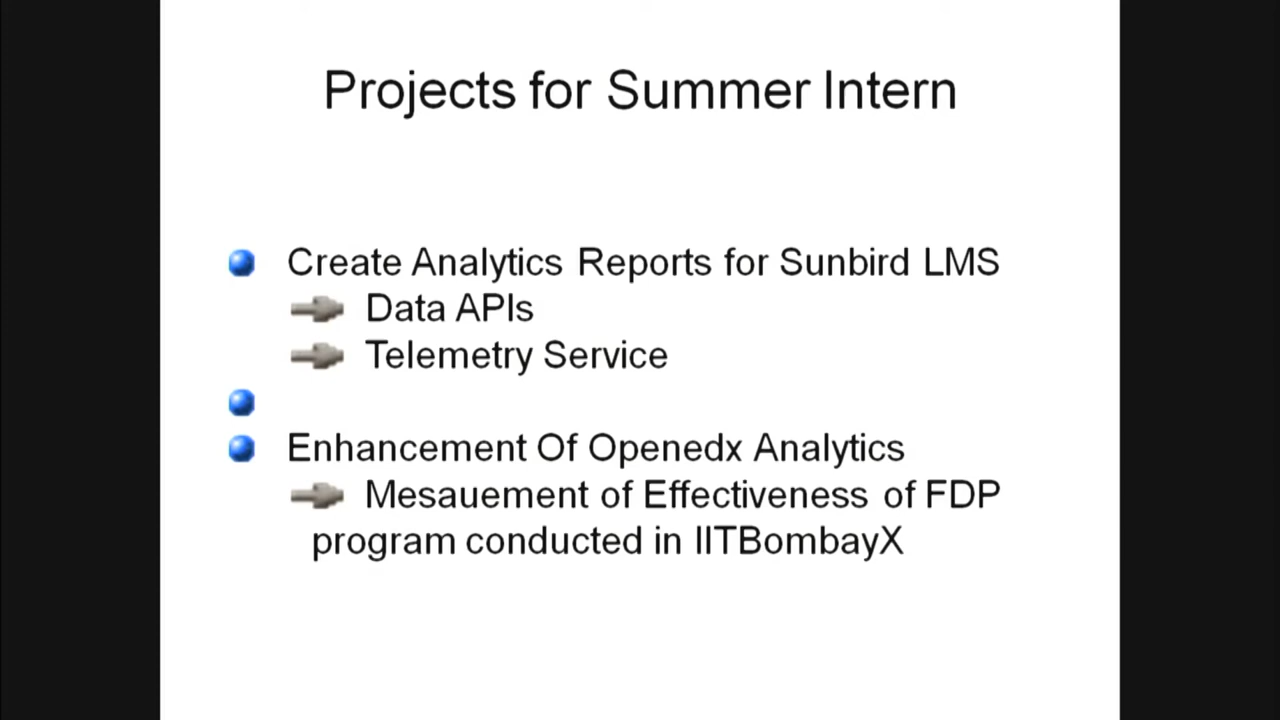 Projects for Summer Intern
Create Analytics Reports for Sunbird LMS
Data APIs
Telemetry Service
Enhancement Of Openedx Analytics
Mesauement of Effectiveness of FDP
program conducted in IITBombayX